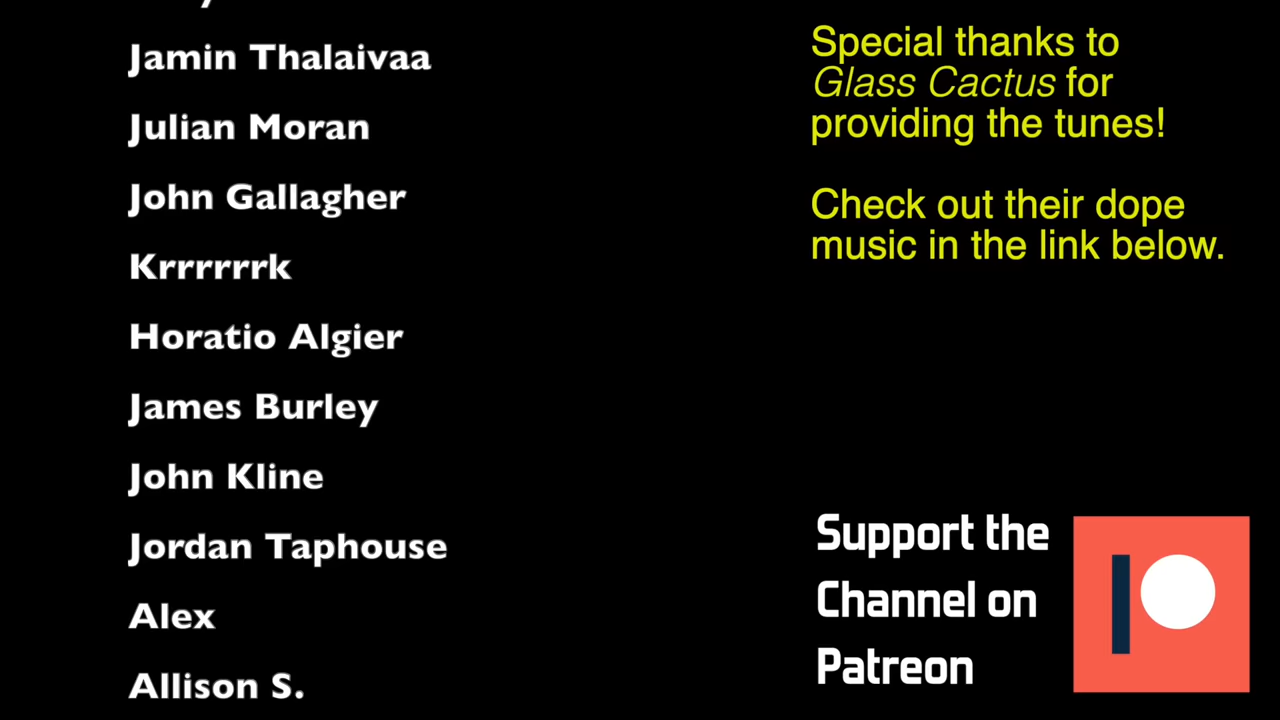 Jamin Thalaivaa
Julian Moran
John Gallagher
Krrrrrrk
Horatio Algier
James Burley
John Kline
Jordan Taphouse
Alex
Allison S.
Special thanks to
Glass Cactus for
providing the tunes!
Check out their dope
music in the link below.
Support the
Channel on
Patreon